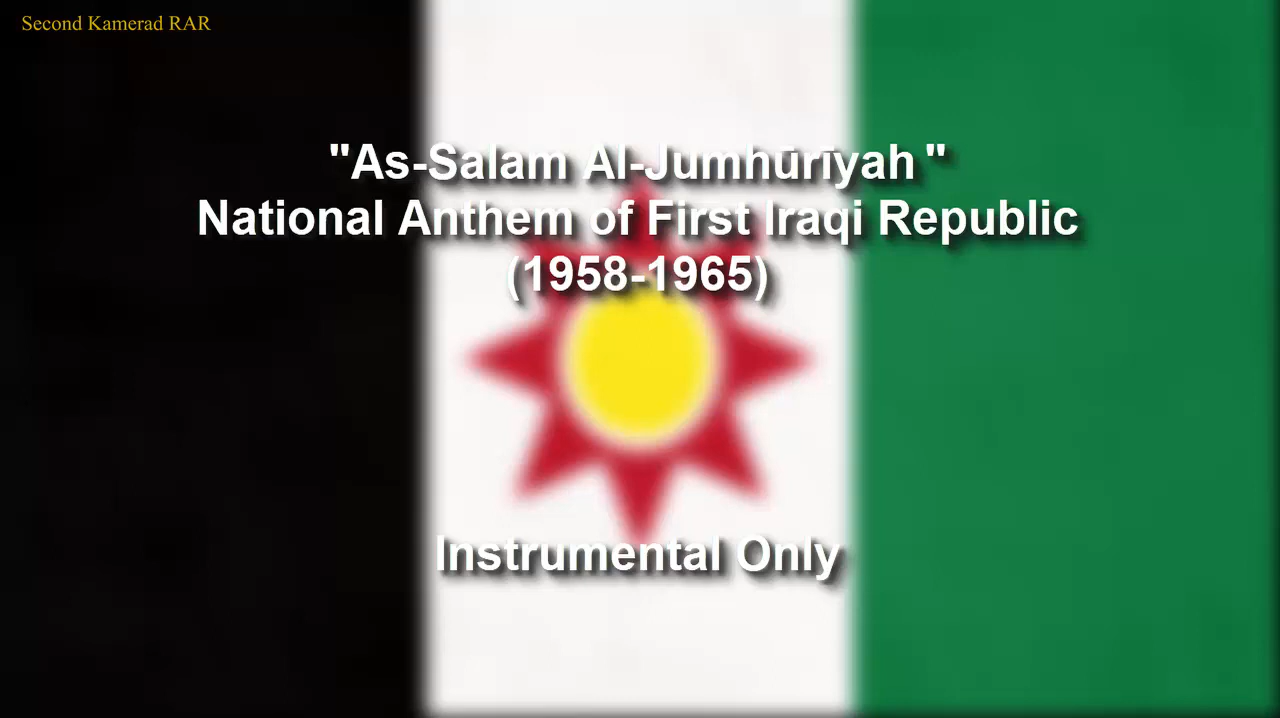 Second Kamerad RAR
"As-Salam Al-Jumhūrīyah "
National Anthem of First Iraqi Republic
(1958-1965)
Instrumental Only